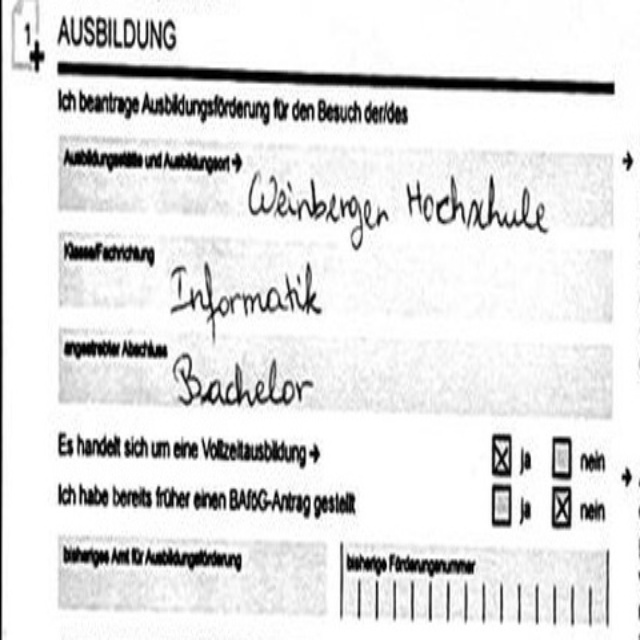 1
AUSBILDUNG
Ich beantrage Ausbildungsförderung für den Besuch der/des
Ausbildungsstätte und Ausbildungsort →
Weinberger Hochschule
Klasse/Fachrichtung
Informatik
angestrebter Abschluss
Bachelor
Es handelt sich um eine Vollzeitausbildung → ja nein
Ich habe bereits früher einen BAföG-Antrag gestellt ja nein
bisheriges Amt für Ausbildungsförderung
bisherige Förderungsnummer